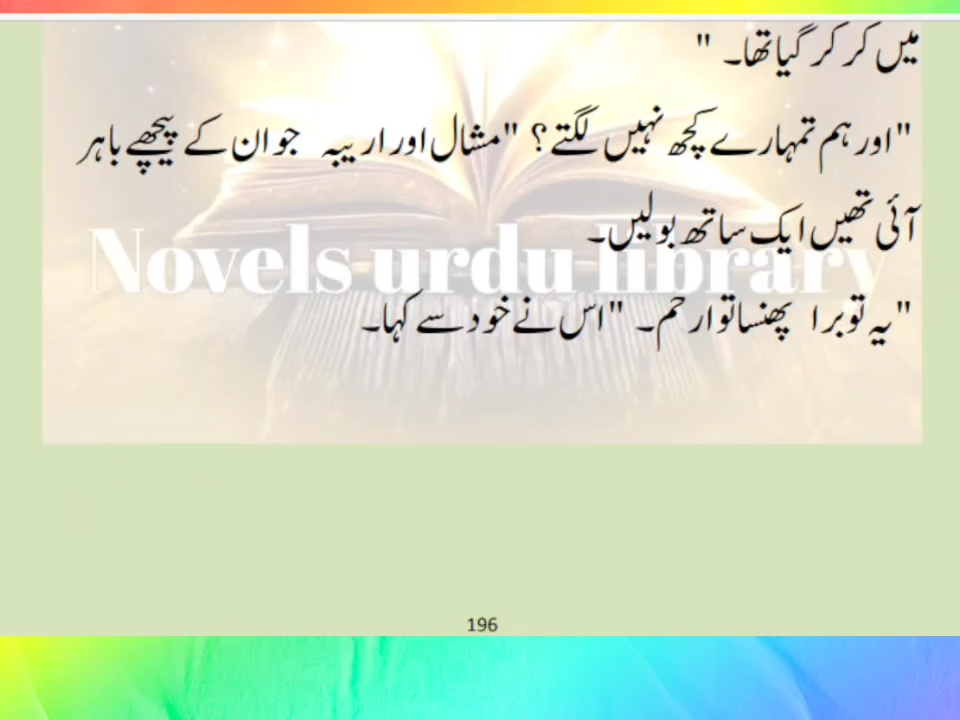 میں کر کر گیا تھا۔ "
"اور ہم تمہارے کچھ نہیں لگتے؟ "مشال اور اریبہ جو ان کے پیچھے باہر
آئی تھیں ایک ساتھ بولیں۔
Novels urdu library
"یہ تو برا پھنسا تو ارحم۔ "اس نے خود سے کہا۔
196